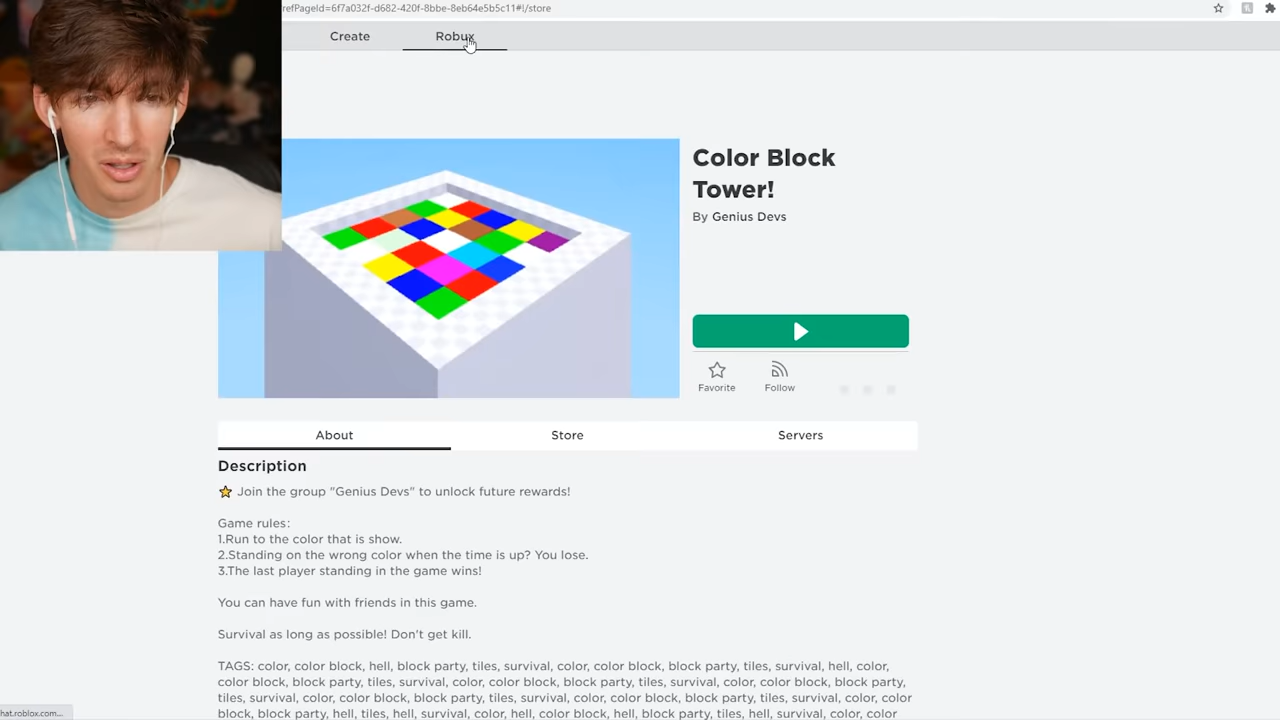 refPageId=6f7a032f-d682-420f-8bbe-8eb64e5b5c11#!/store
Create
Robux
Color Block
Tower!
By Genius Devs
Favorite
Follow
About
Store
Servers
Description
⭐ Join the group "Genius Devs" to unlock future rewards!
Game rules:
1.Run to the color that is show.
2.Standing on the wrong color when the time is up? You lose.
3.The last player standing in the game wins!
You can have fun with friends in this game.
Survival as long as possible! Don't get kill.
TAGS: color, color block, hell, block party, tiles, survival, color, color block, block party, tiles, survival, hell, color,
color block, block party, tiles, survival, color, color block, block party, tiles, survival, color, color block, block party,
tiles, survival, color, color block, block party, tiles, survival, color, color block, block party, tiles, survival, color, color
block, block party, hell, tiles, hell, survival, color, hell, color block, hell, block party, tiles, hell, survival, color, color
hat.roblox.com...